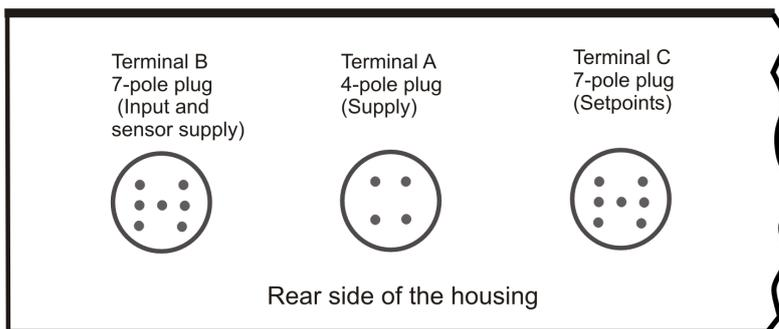 Terminal B
7-pole plug
(Input and
sensor supply)
Terminal A
4-pole plug
(Supply)
Terminal C
7-pole plug
(Setpoints)
Rear side of the housing